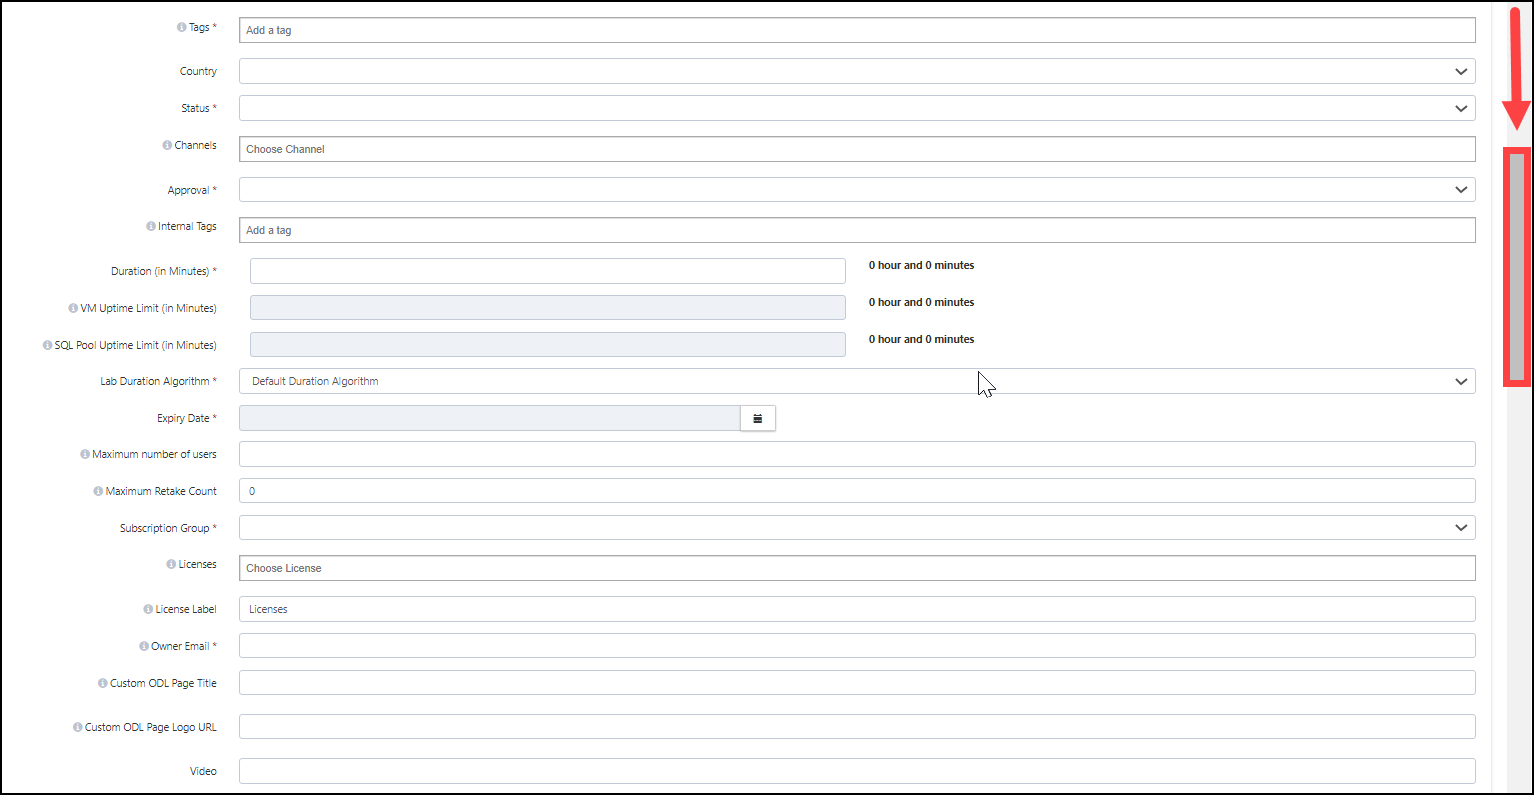 Tags *
Add a tag
Country
Status *
Channels
Choose Channel
Approval *
Internal Tags
Add a tag
Duration (in Minutes) *
0 hour and 0 minutes
VM Uptime Limit (in Minutes)
0 hour and 0 minutes
SQL Pool Uptime Limit (in Minutes)
0 hour and 0 minutes
Lab Duration Algorithm *
Default Duration Algorithm
Expiry Date *
Maximum number of users
Maximum Retake Count
0
Subscription Group *
Licenses
Choose License
License Label
Licenses
Owner Email *
Custom ODL Page Title
Custom ODL Page Logo URL
Video